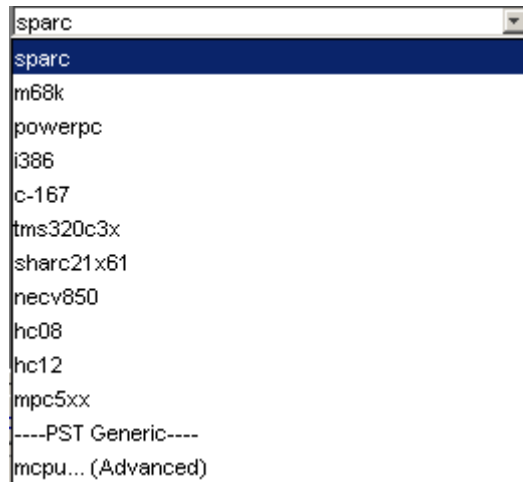 sparc
sparc
m68k
powerpc
i386
c-167
tms320c3x
sharc21x61
necv850
hc08
hc12
mpc5xx
----PST Generic----
mcpu... (Advanced)